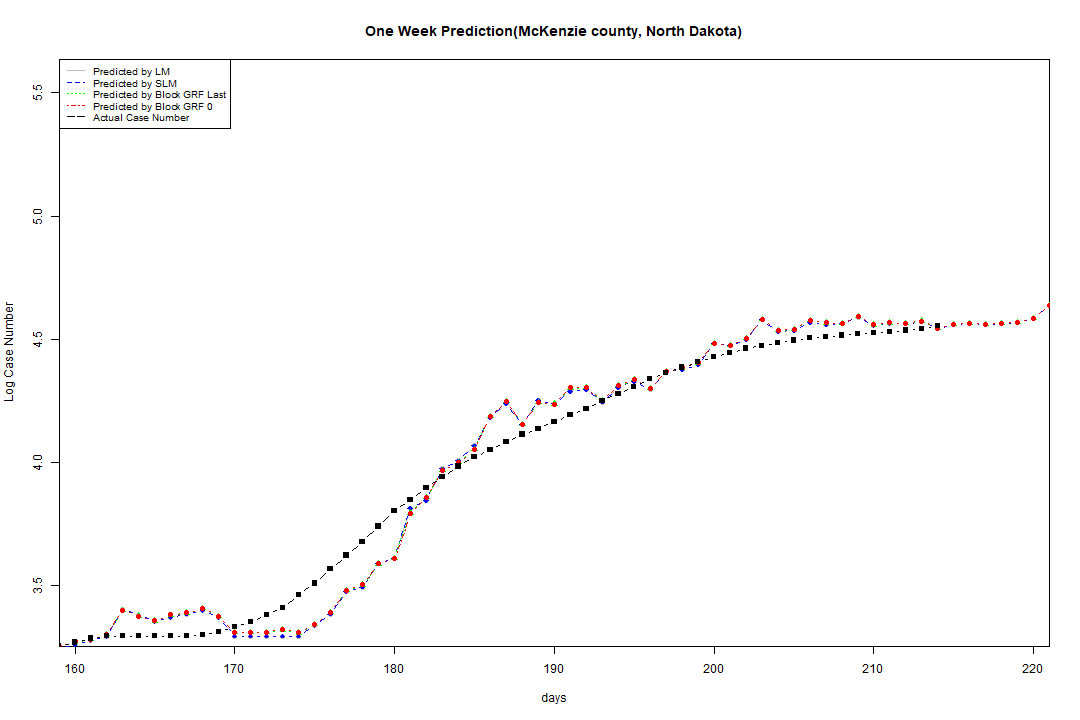 One Week Prediction(McKenzie county, North Dakota)
Predicted by LM
Predicted by SLM
Predicted by Block GRF Last
Predicted by Block GRF 0
Actual Case Number
5.5
5.0
4.5
4.0
3.5
Log Case Number
160 170 180 190 200 210 220
days